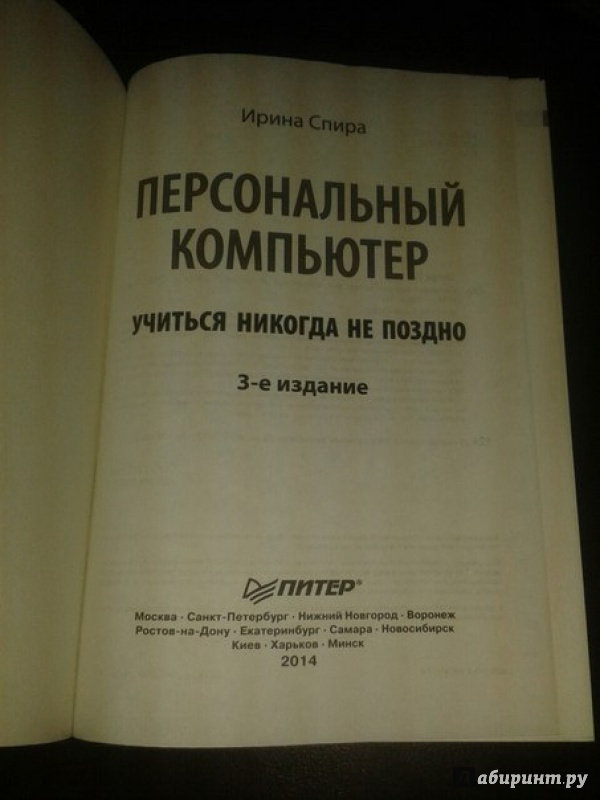 Ирина Спира
ПЕРСОНАЛЬНЫЙ
КОМПЬЮТЕР
УЧИТЬСЯ НИКОГДА НЕ ПОЗДНО
3-е издание
ПИТЕР®
Москва · Санкт-Петербург · Нижний Новгород · Воронеж
Ростов-на-Дону · Екатеринбург · Самара · Новосибирск
Киев · Харьков · Минск
2014
абиринт.ру